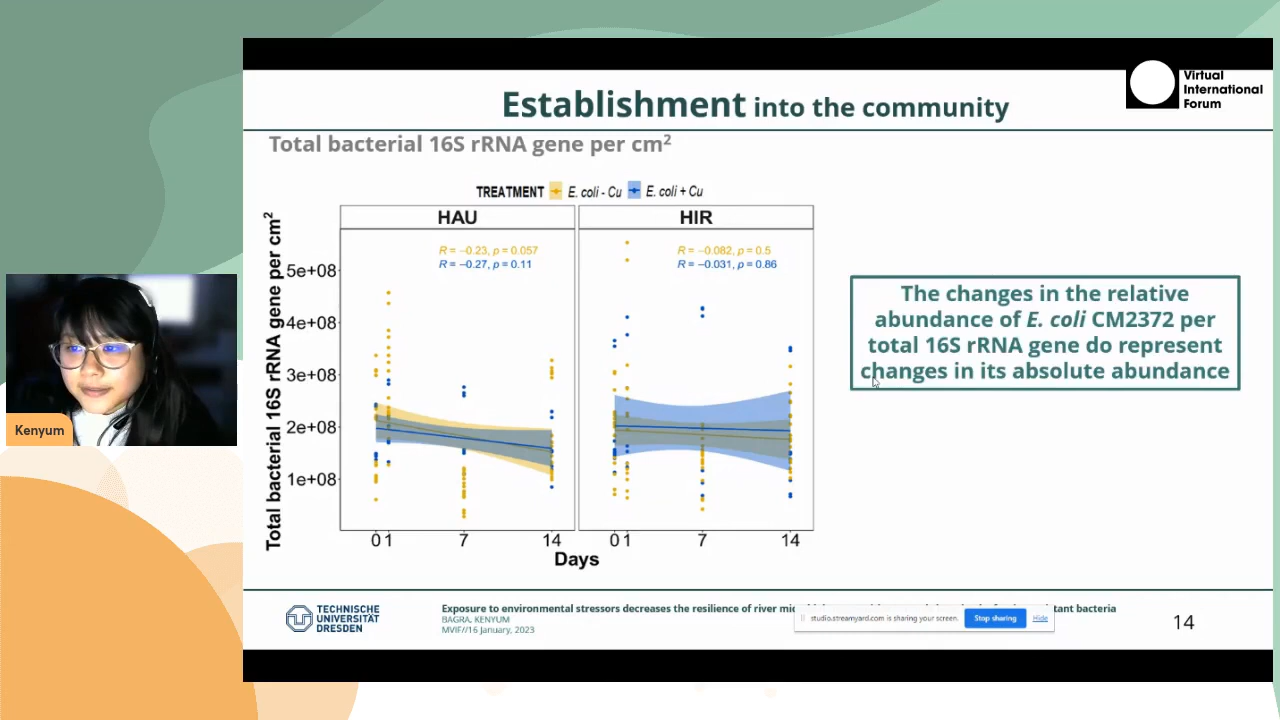 Virtual
International
Forum
Establishment into the community
Total bacterial 16S rRNA gene per cm²
TREATMENT E. coli - Cu E. coli + Cu
HAU HIR
R = −0.23, p = 0.057
R = −0.27, p = 0.11
R = −0.082, p = 0.5
R = −0.031, p = 0.86
Total bacterial 16S rRNA gene per cm²
5e+08
4e+08
3e+08
2e+08
1e+08
0 1 7 14 0 1 7 14
Days
The changes in the relative
abundance of E. coli CM2372 per
total 16S rRNA gene do represent
changes in its absolute abundance
Kenyum
TECHNISCHE
UNIVERSITÄT
DRESDEN
Exposure to environmental stressors decreases the resilience of river bacteria
BAGRA, KENYUM
MVIF//16 January, 2023
studio.streamyard.com is sharing your screen.
Stop sharing
Hide
14